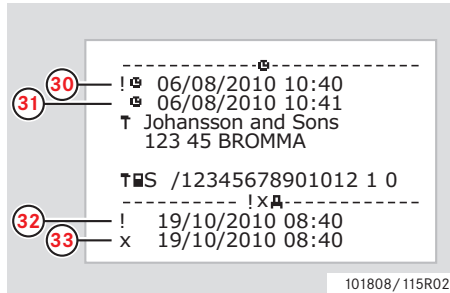 30 ! 06/08/2010 10:40
31 06/08/2010 10:41
Johansson and Sons
123 45 BROMMA
S /12345678901012 1 0
!x
32 ! 19/10/2010 08:40
33 x 19/10/2010 08:40
101808/115R02